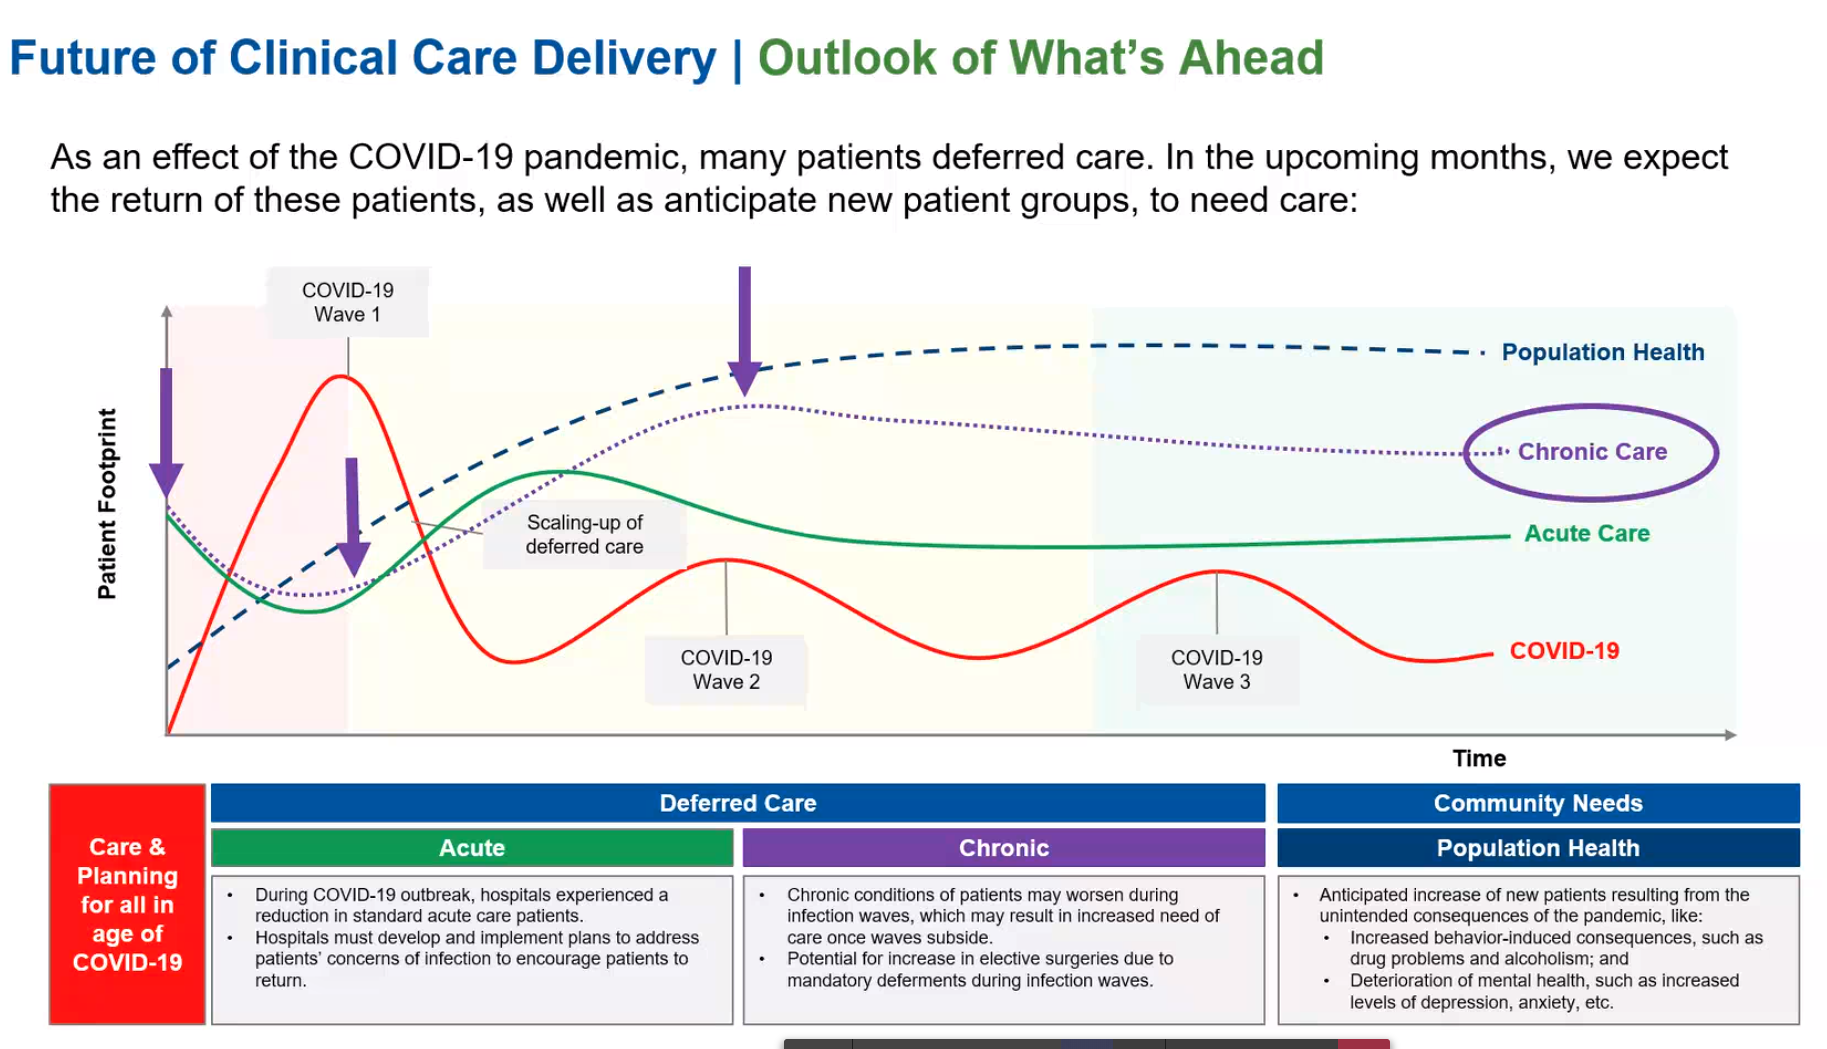 Future of Clinical Care Delivery | Outlook of What's Ahead
As an effect of the COVID-19 pandemic, many patients deferred care. In the upcoming months, we expect
the return of these patients, as well as anticipate new patient groups, to need care:
COVID-19
Wave 1
Population Health
Chronic Care
Patient Footprint
Scaling-up of
deferred care
Acute Care
COVID-19
Wave 2
COVID-19
Wave 3
COVID-19
Time
Care &
Planning
for all in
age of
COVID-19
Deferred Care
Acute
• During COVID-19 outbreak, hospitals experienced a
reduction in standard acute care patients.
• Hospitals must develop and implement plans to address
patients' concerns of infection to encourage patients to
return.
Chronic
• Chronic conditions of patients may worsen during
infection waves, which may result in increased need of
care once waves subside.
• Potential for increase in elective surgeries due to
mandatory deferments during infection waves.
Community Needs
Population Health
• Anticipated increase of new patients resulting from the
unintended consequences of the pandemic, like:
• Increased behavior-induced consequences, such as
drug problems and alcoholism; and
• Deterioration of mental health, such as increased
levels of depression, anxiety, etc.